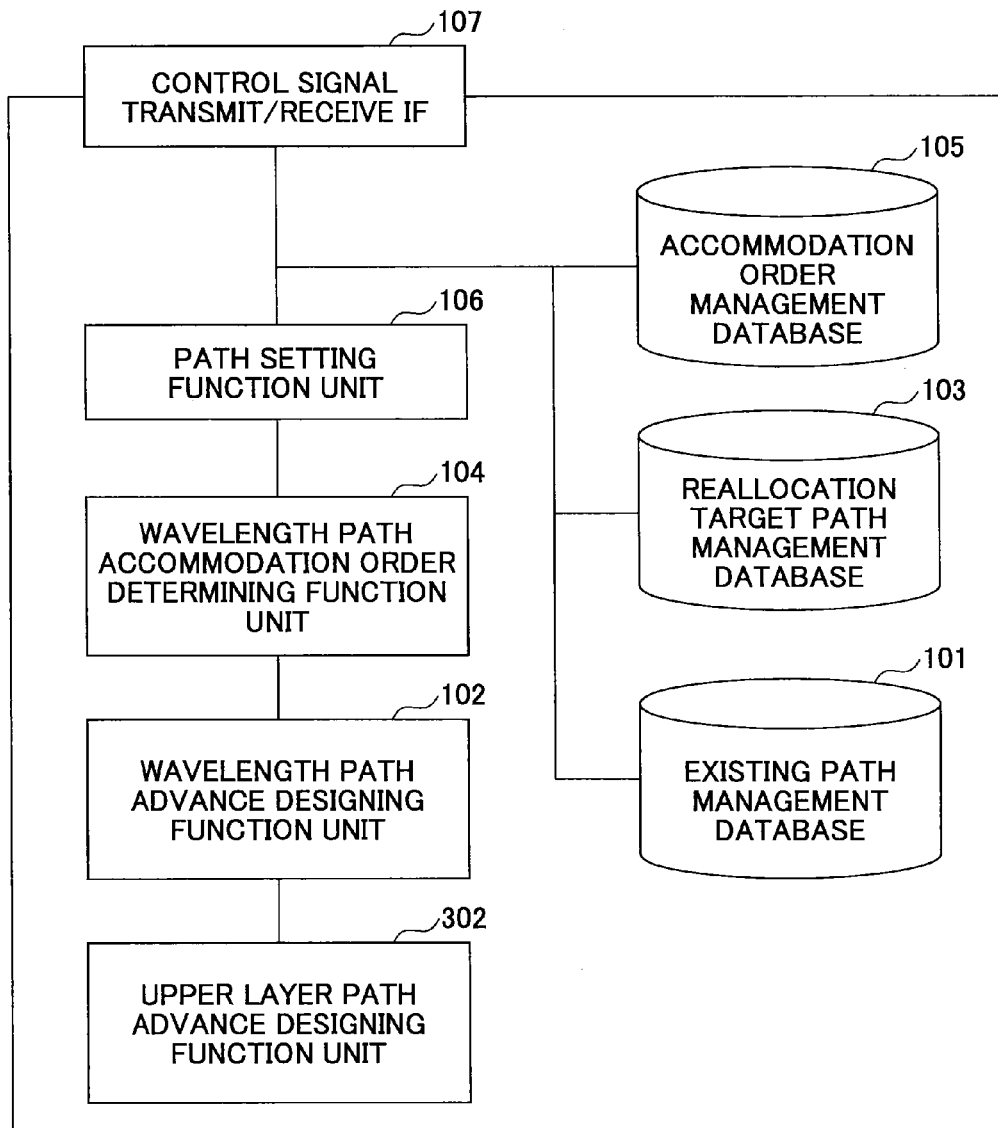 107
CONTROL SIGNAL
TRANSMIT/RECEIVE IF
105
ACCOMMODATION
ORDER
MANAGEMENT
DATABASE
106
PATH SETTING
FUNCTION UNIT
103
REALLOCATION
TARGET PATH
MANAGEMENT
DATABASE
104
WAVELENGTH PATH
ACCOMMODATION ORDER
DETERMINING FUNCTION
UNIT
101
EXISTING PATH
MANAGEMENT
DATABASE
102
WAVELENGTH PATH
ADVANCE DESIGNING
FUNCTION UNIT
302
UPPER LAYER PATH
ADVANCE DESIGNING
FUNCTION UNIT